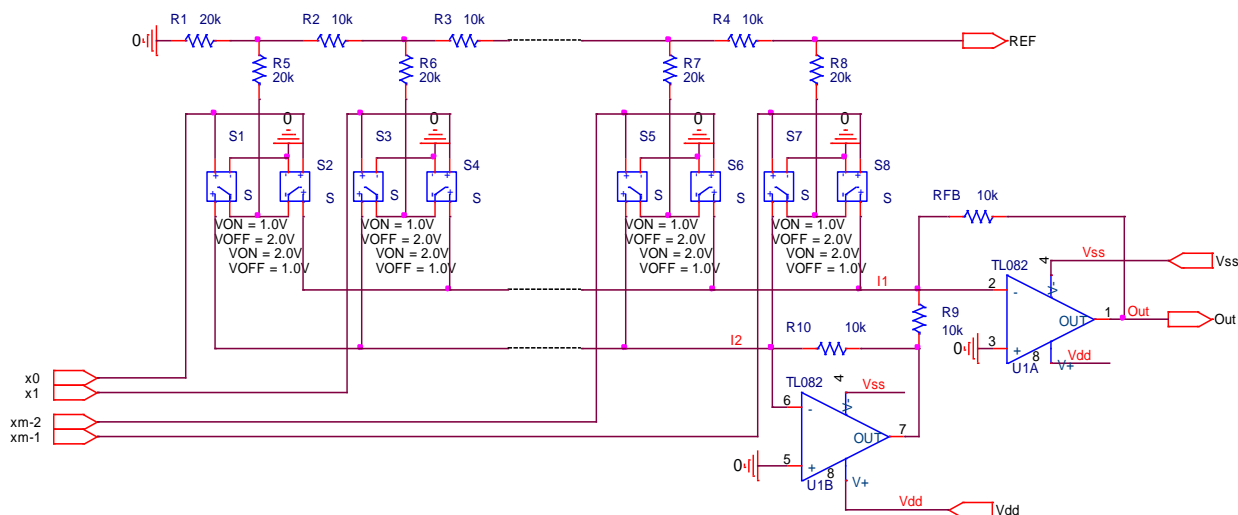 R1 20k R2 10k R3 10k R4 10k
0 REF
R5 20k R6 20k R7 20k R8 20k
0 0 0 0
S1 S3 S5 S7
S2 S4 S6 S8
S S S S S S S S
VON = 1.0V VON = 1.0V VON = 1.0V VON = 1.0V
VOFF = 2.0V VOFF = 2.0V VOFF = 2.0V VOFF = 2.0V
VON = 2.0V VON = 2.0V VON = 2.0V VON = 2.0V
VOFF = 1.0V VOFF = 1.0V VOFF = 1.0V VOFF = 1.0V
RFB 10k
TL082 4 Vss Vss
V-
I1 2 -
OUT 1 Out Out
R9 10k
0 3 + 8 V+ Vdd
U1A
I2 R10 10k
x0
x1
xm-2
xm-1
TL082 4 Vss
V-
6 -
OUT 7
0 5 + 8 V+
U1B
Vdd Vdd